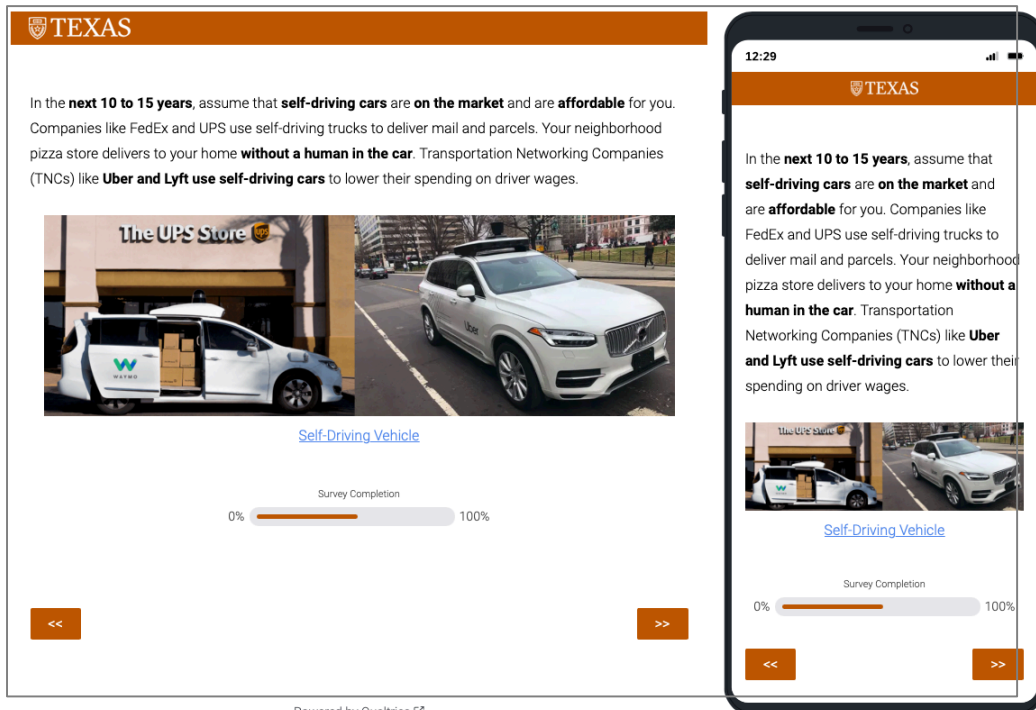 TEXAS
In the next 10 to 15 years, assume that self-driving cars are on the market and are affordable for you.
Companies like FedEx and UPS use self-driving trucks to deliver mail and parcels. Your neighborhood
pizza store delivers to your home without a human in the car. Transportation Networking Companies
(TNCs) like Uber and Lyft use self-driving cars to lower their spending on driver wages.
The UPS Store ups
WAYMO
Uber
Self-Driving Vehicle
Survey Completion
0% 100%
<< >>
Powered by Qualtrics
12:29
TEXAS
In the next 10 to 15 years, assume that
self-driving cars are on the market and
are affordable for you. Companies like
FedEx and UPS use self-driving trucks to
deliver mail and parcels. Your neighborhood
pizza store delivers to your home without a
human in the car. Transportation
Networking Companies (TNCs) like Uber
and Lyft use self-driving cars to lower their
spending on driver wages.
The UPS Store
Self-Driving Vehicle
Survey Completion
0% 100%
<< >>